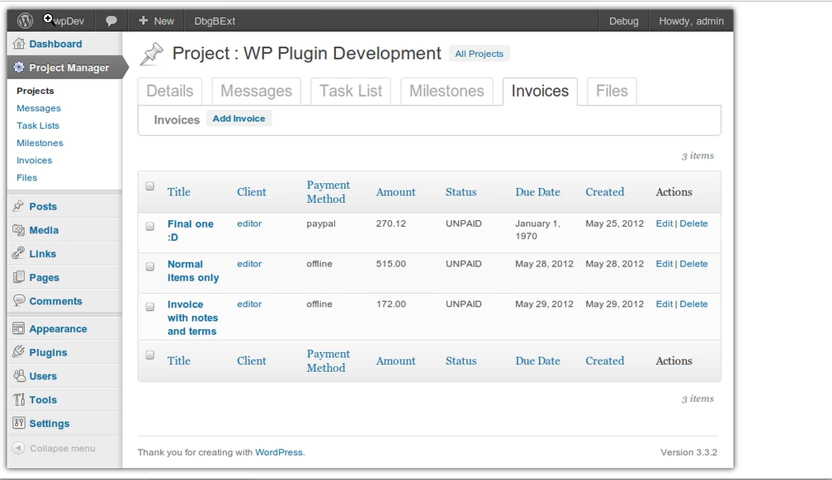 wpDev + New DbgBExt Debug Howdy, admin
Dashboard
Project Manager
Projects
Messages
Task Lists
Milestones
Invoices
Files
Posts
Media
Links
Pages
Comments
Appearance
Plugins
Users
Tools
Settings
Collapse menu
Project : WP Plugin Development All Projects
Details Messages Task List Milestones Invoices Files
Invoices Add Invoice
3 items
Title Client Payment Method Amount Status Due Date Created Actions
Final one :D editor paypal 270.12 UNPAID January 1, 1970 May 25, 2012 Edit | Delete
Normal items only editor offline 515.00 UNPAID May 28, 2012 May 28, 2012 Edit | Delete
Invoice with notes and terms editor offline 172.00 UNPAID May 29, 2012 May 29, 2012 Edit | Delete
Title Client Payment Method Amount Status Due Date Created Actions
3 items
Thank you for creating with WordPress. Version 3.3.2